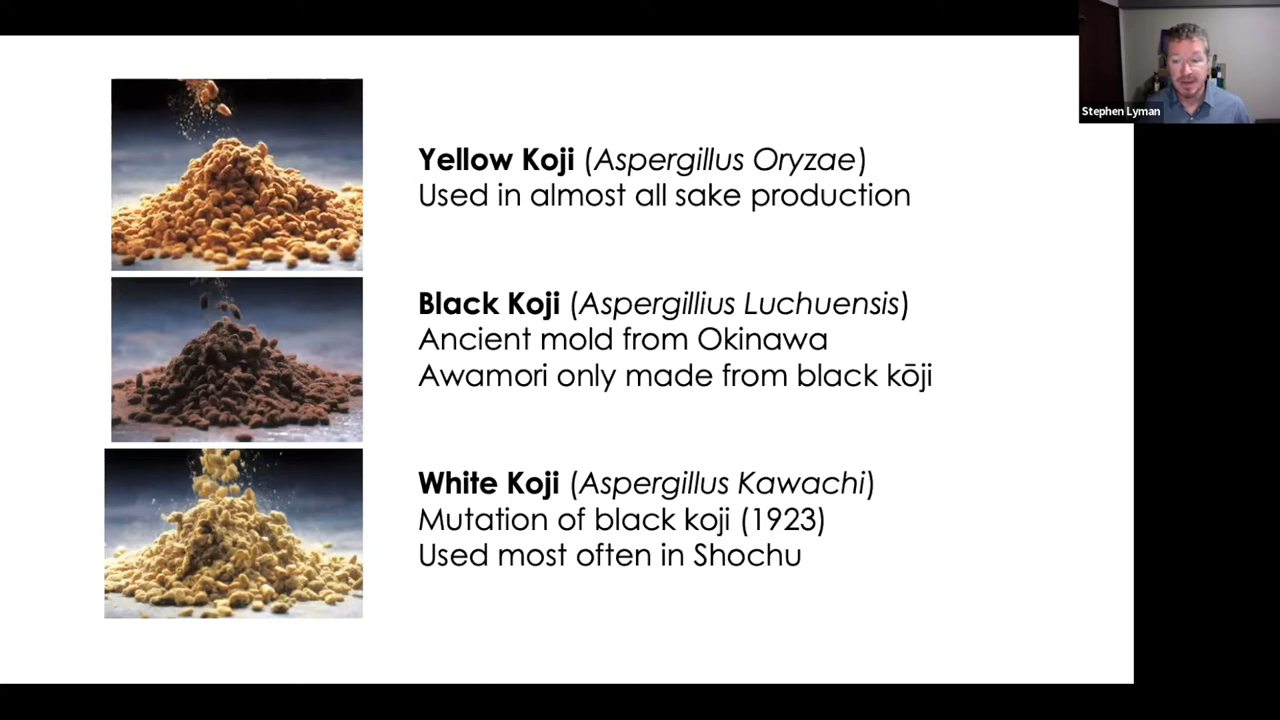 Stephen Lyman
Yellow Koji (Aspergillus Oryzae)
Used in almost all sake production
Black Koji (Aspergillius Luchuensis)
Ancient mold from Okinawa
Awamori only made from black kōji
White Koji (Aspergillus Kawachi)
Mutation of black koji (1923)
Used most often in Shochu